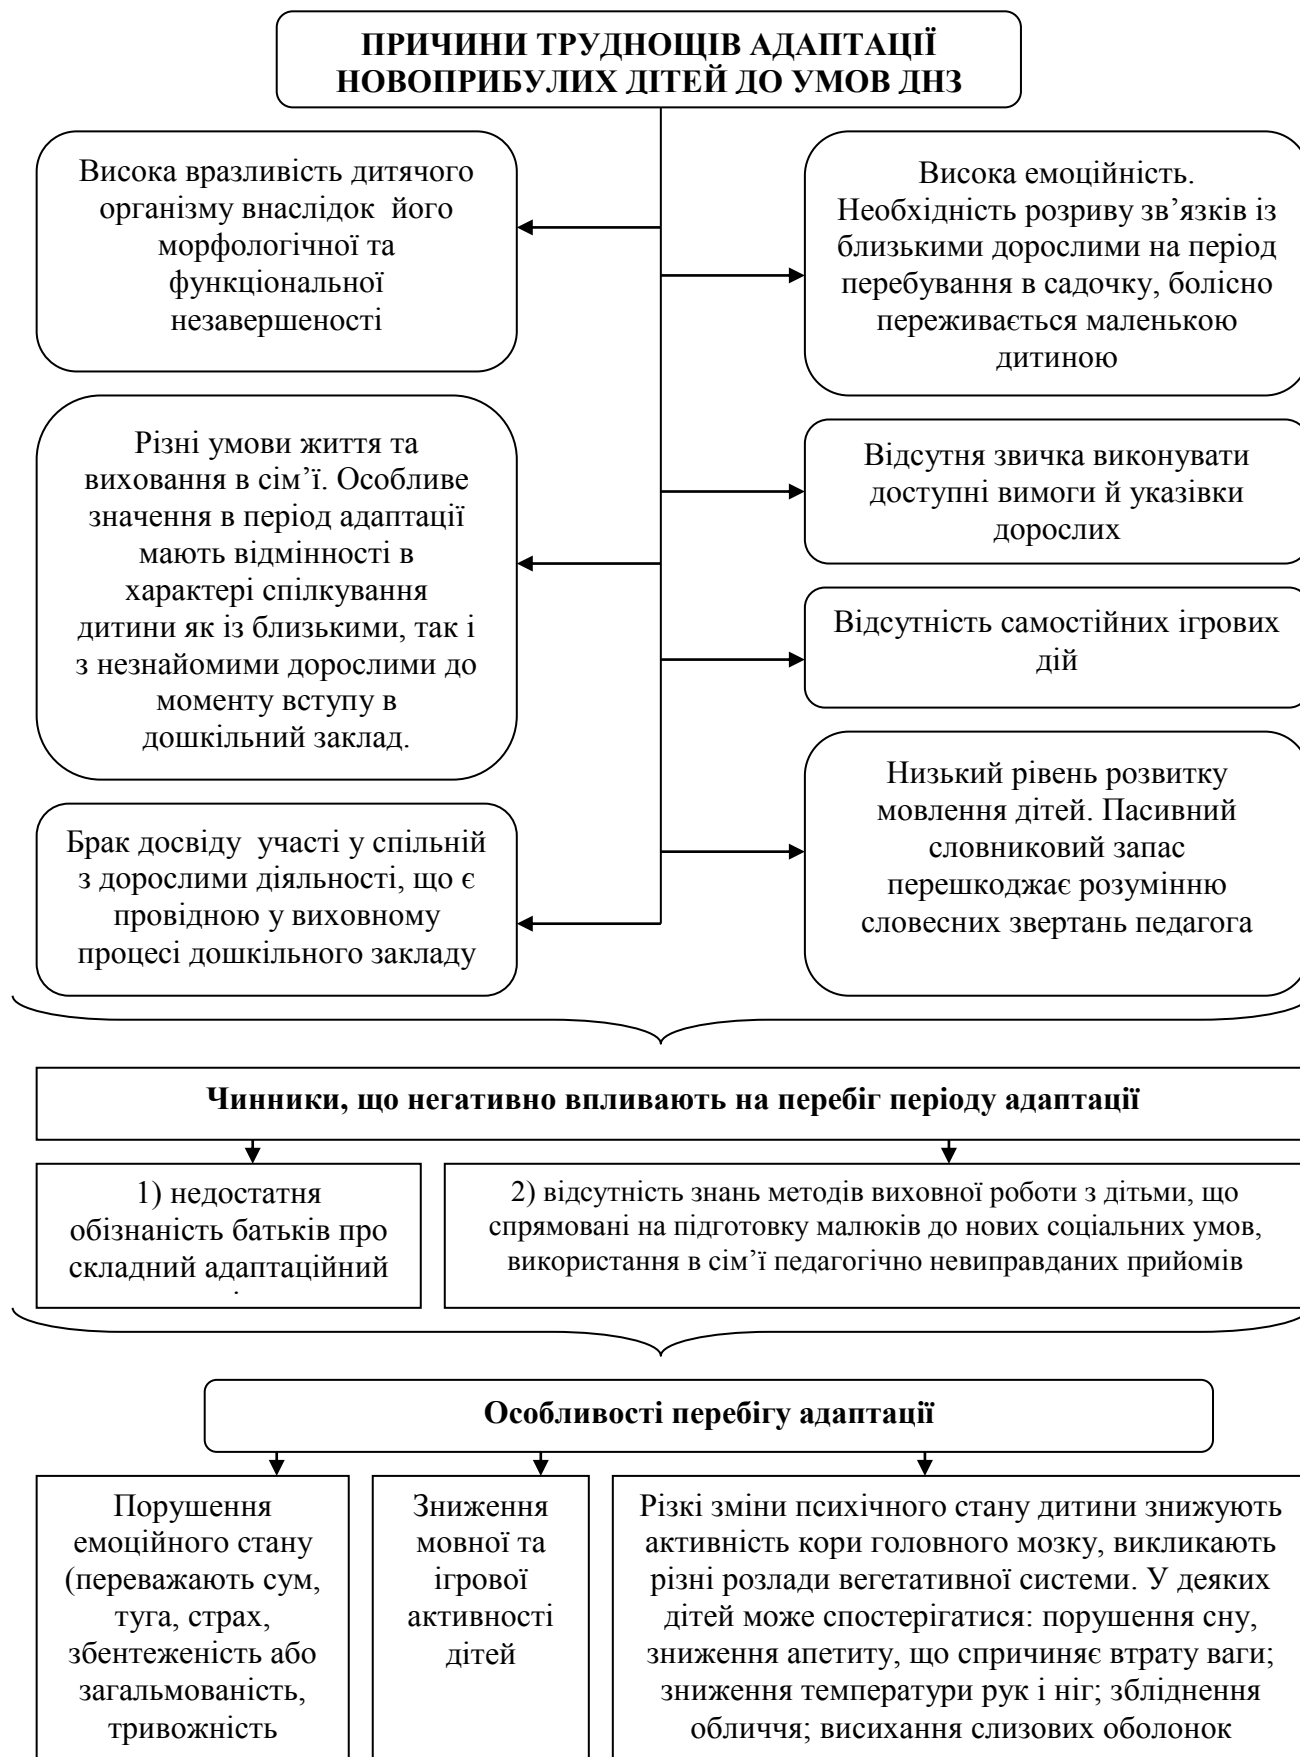 ПРИЧИНИ ТРУДНОЩІВ АДАПТАЦІЇ
НОВОПРИБУЛИХ ДІТЕЙ ДО УМОВ ДНЗ
Висока вразливість дитячого
організму внаслідок його
морфологічної та
функціональної
незавершеності
Висока емоційність.
Необхідність розриву зв’язків із
близькими дорослими на період
перебування в садочку, болісно
переживається маленькою
дитиною
Різні умови життя та
виховання в сім’ї. Особливе
значення в період адаптації
мають відмінності в
характері спілкування
дитини як із близькими, так і
з незнайомими дорослими до
моменту вступу в
дошкільний заклад.
Відсутня звичка виконувати
доступні вимоги й указівки
дорослих
Відсутність самостійних ігрових
дій
Брак досвіду участі у спільній
з дорослими діяльності, що є
провідною у виховному
процесі дошкільного закладу
Низький рівень розвитку
мовлення дітей. Пасивний
словниковий запас
перешкоджає розумінню
словесних звертань педагога
Чинники, що негативно впливають на перебіг періоду адаптації
1) недостатня
обізнаність батьків про
складний адаптаційний
2) відсутність знань методів виховної роботи з дітьми, що
спрямовані на підготовку малюків до нових соціальних умов,
використання в сім’ї педагогічно невиправданих прийомів
Особливості перебігу адаптації
Порушення
емоційного стану
(переважають сум,
туга, страх,
збентеженість або
загальмованість,
тривожність
Зниження
мовної та
ігрової
активності
дітей
Різкі зміни психічного стану дитини знижують
активність кори головного мозку, викликають
різні розлади вегетативної системи. У деяких
дітей може спостерігатися: порушення сну,
зниження апетиту, що спричиняє втрату ваги;
зниження температури рук і ніг; збліднення
обличчя; висихання слизових оболонок